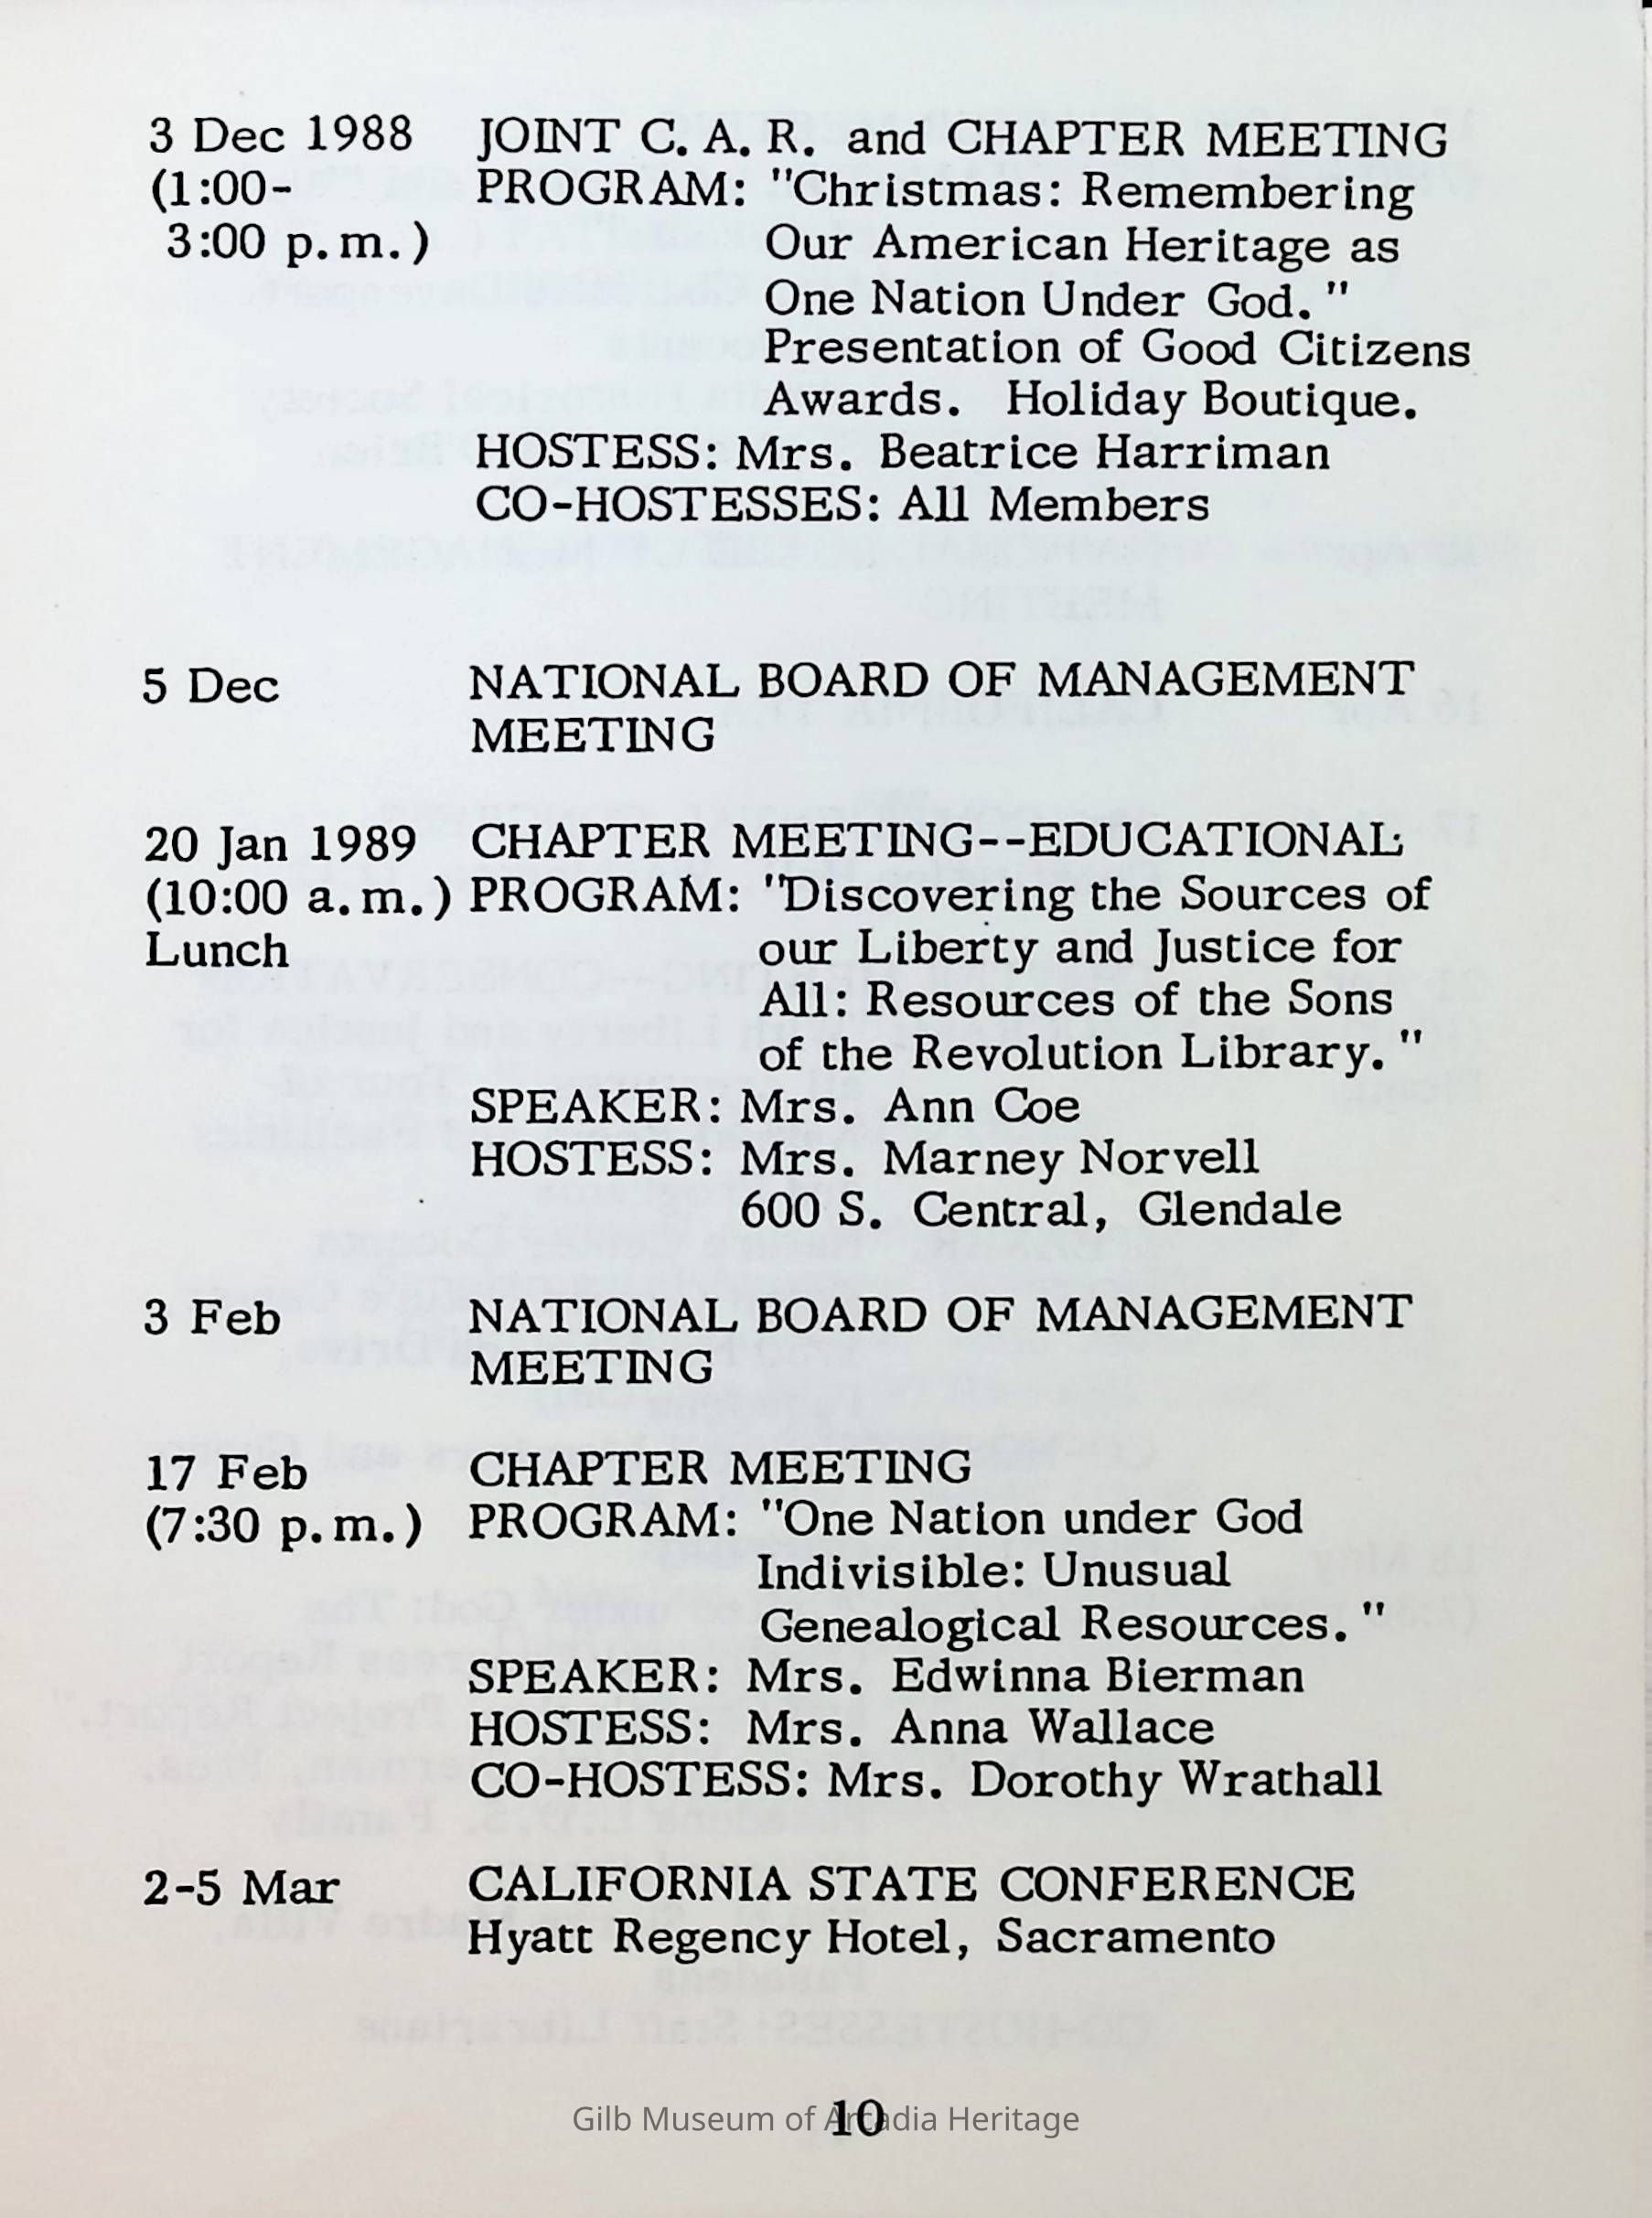 3 Dec 1988 JOINT C. A. R. and CHAPTER MEETING
(1:00- PROGRAM: "Christmas: Remembering
3:00 p. m. ) Our American Heritage as
One Nation Under God. "
Presentation of Good Citizens
Awards. Holiday Boutique.
HOSTESS: Mrs. Beatrice Harriman
CO-HOSTESSES: All Members
5 Dec NATIONAL BOARD OF MANAGEMENT
MEETING
20 Jan 1989 CHAPTER MEETING--EDUCATIONAL
(10:00 a. m. ) PROGRAM: "Discovering the Sources of
Lunch our Liberty and Justice for
All: Resources of the Sons
of the Revolution Library. "
SPEAKER: Mrs. Ann Coe
HOSTESS: Mrs. Marney Norvell
600 S. Central, Glendale
3 Feb NATIONAL BOARD OF MANAGEMENT
MEETING
17 Feb CHAPTER MEETING
(7:30 p. m. ) PROGRAM: "One Nation under God
Indivisible: Unusual
Genealogical Resources. "
SPEAKER: Mrs. Edwinna Bierman
HOSTESS: Mrs. Anna Wallace
CO-HOSTESS: Mrs. Dorothy Wrathall
2-5 Mar CALIFORNIA STATE CONFERENCE
Hyatt Regency Hotel, Sacramento
10
Gilb Museum of Arcadia Heritage